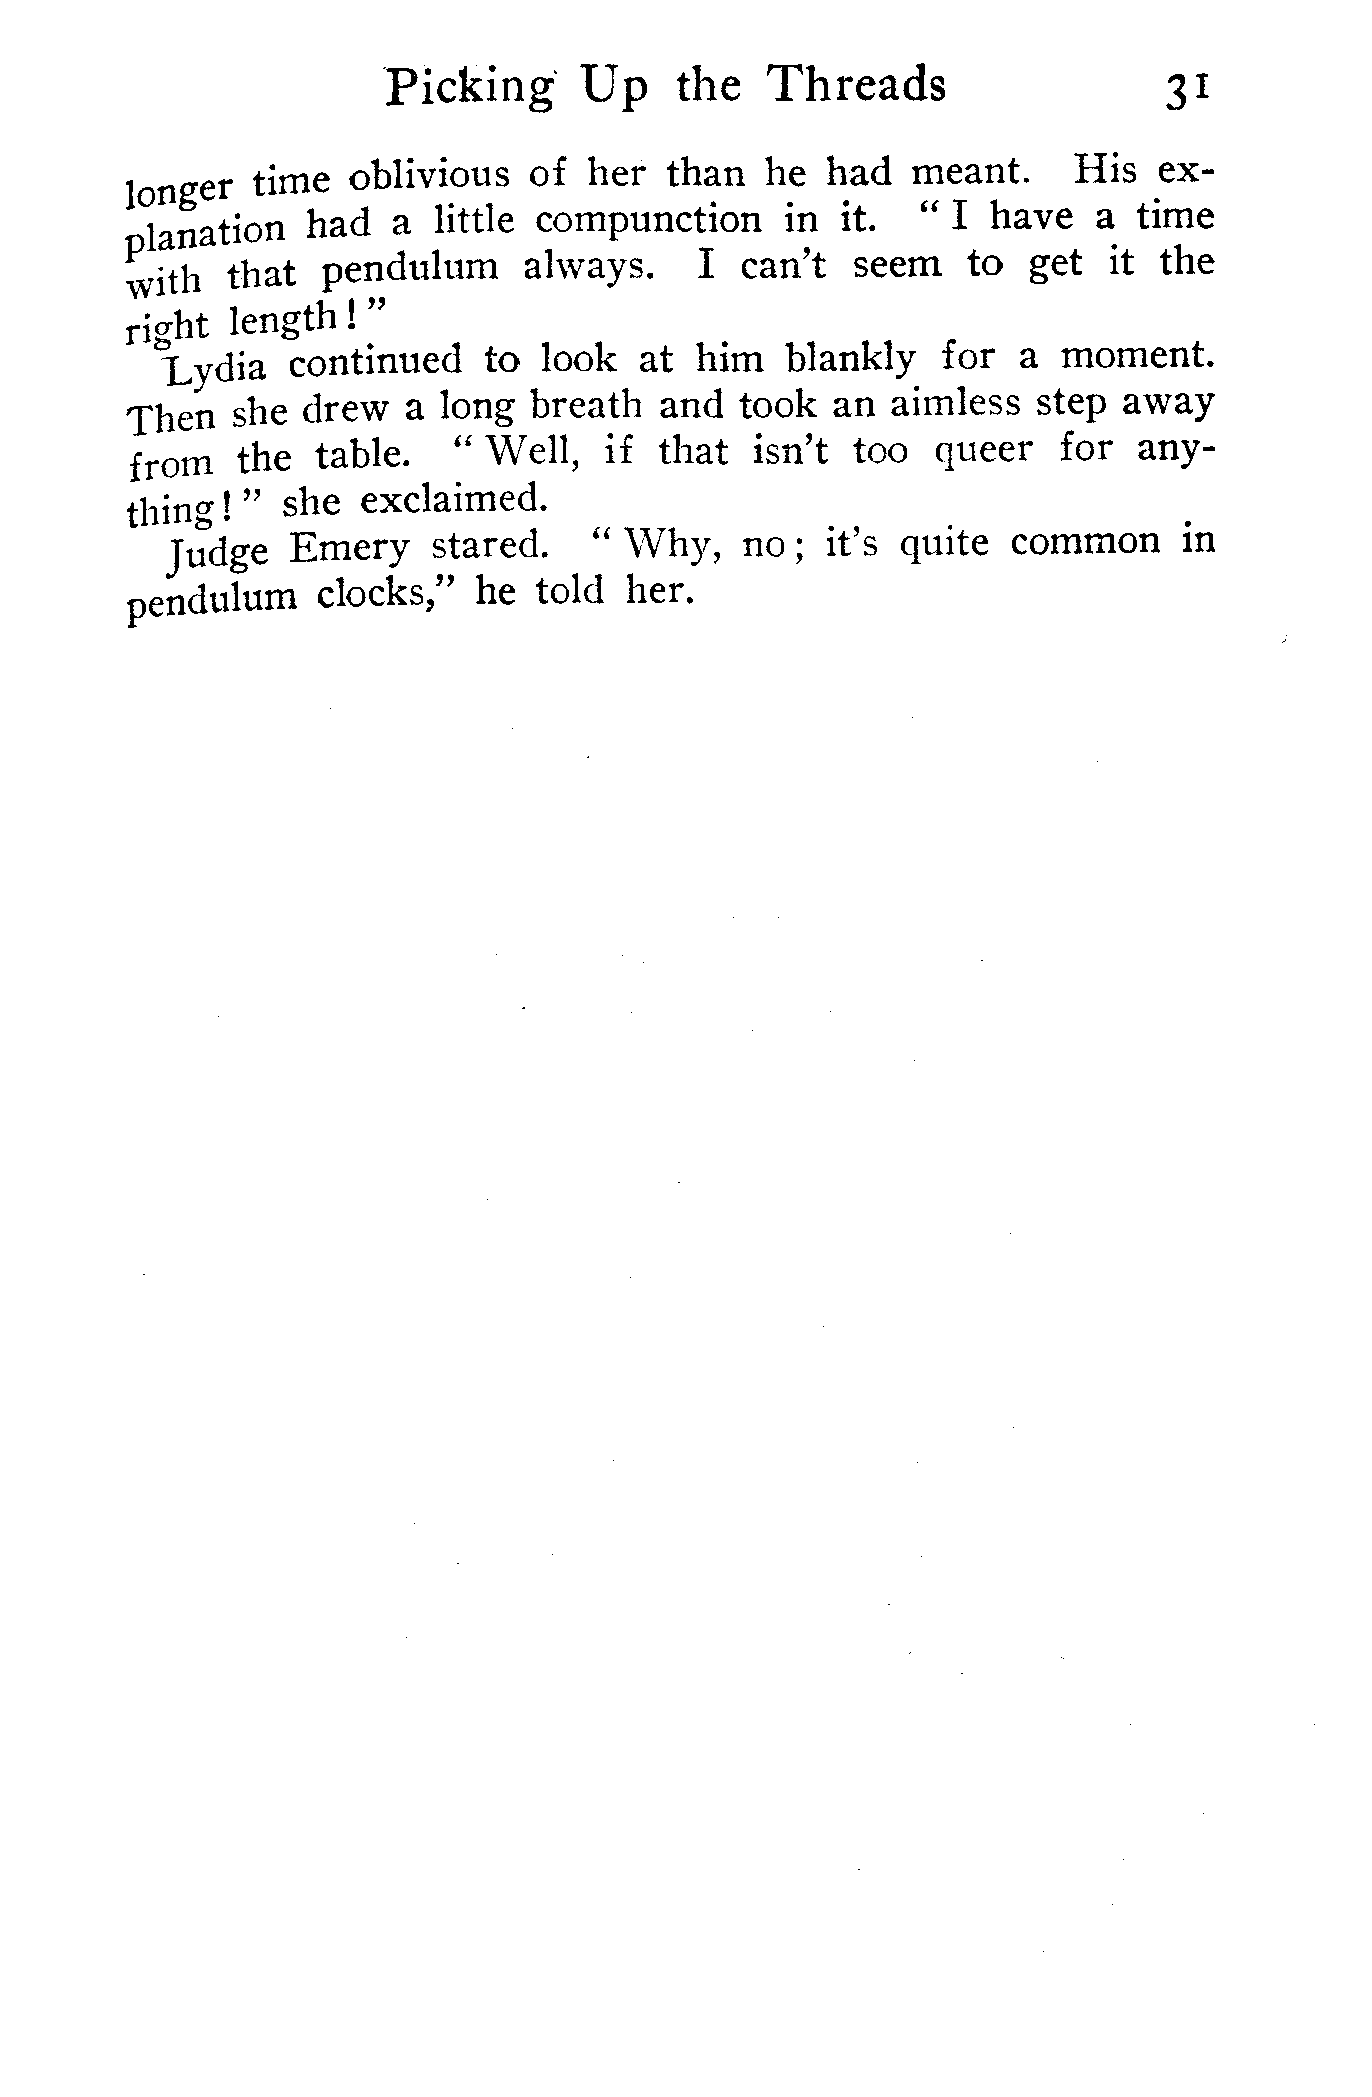 Picking Up the Threads 31
longer time oblivious of her than he had meant. His ex-
planation had a little compunction in it. “ I have a time
with that pendulum always. I can’t seem to get it the
right length ! ”
Lydia continued to look at him blankly for a moment.
Then she drew a long breath and took an aimless step away
from the table. “ Well, if that isn’t too queer for any-
thing ! ” she exclaimed.
Judge Emery stared. “ Why, no ; it’s quite common in
pendulum clocks,” he told her.